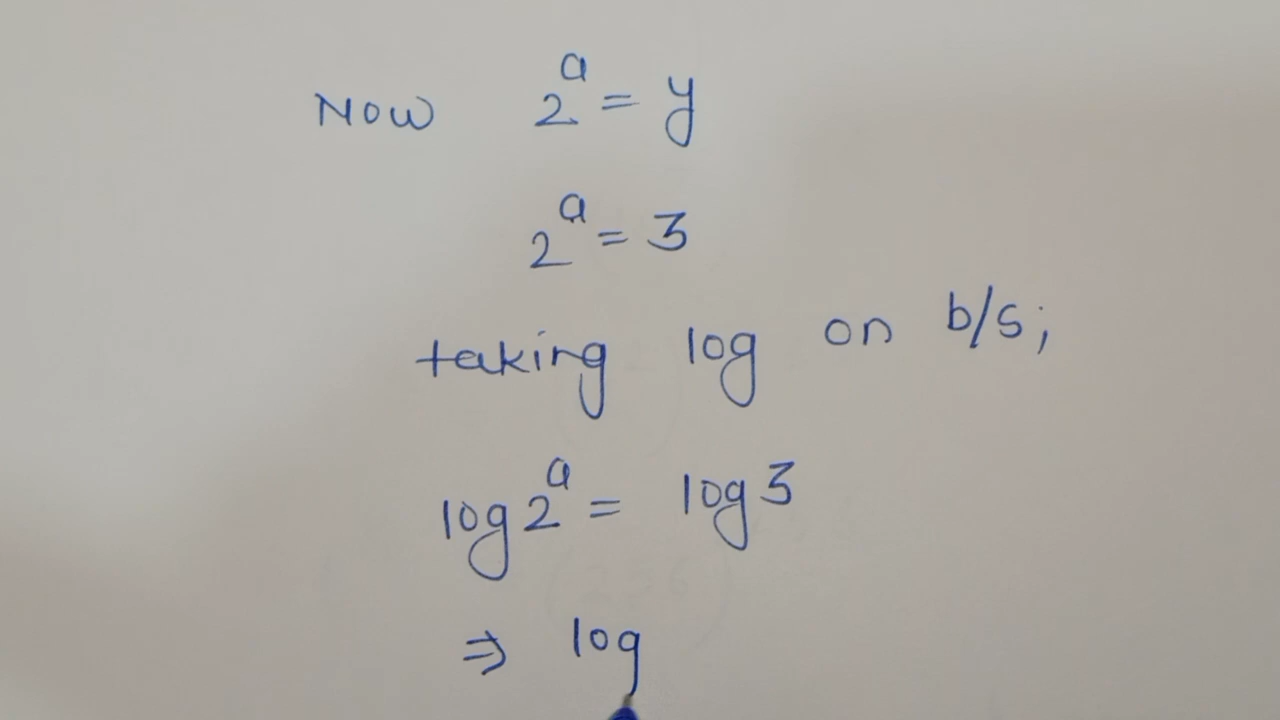 Now 2^a = y
2^a = 3
taking log on b/s;
log 2^a = log 3
⇒ log